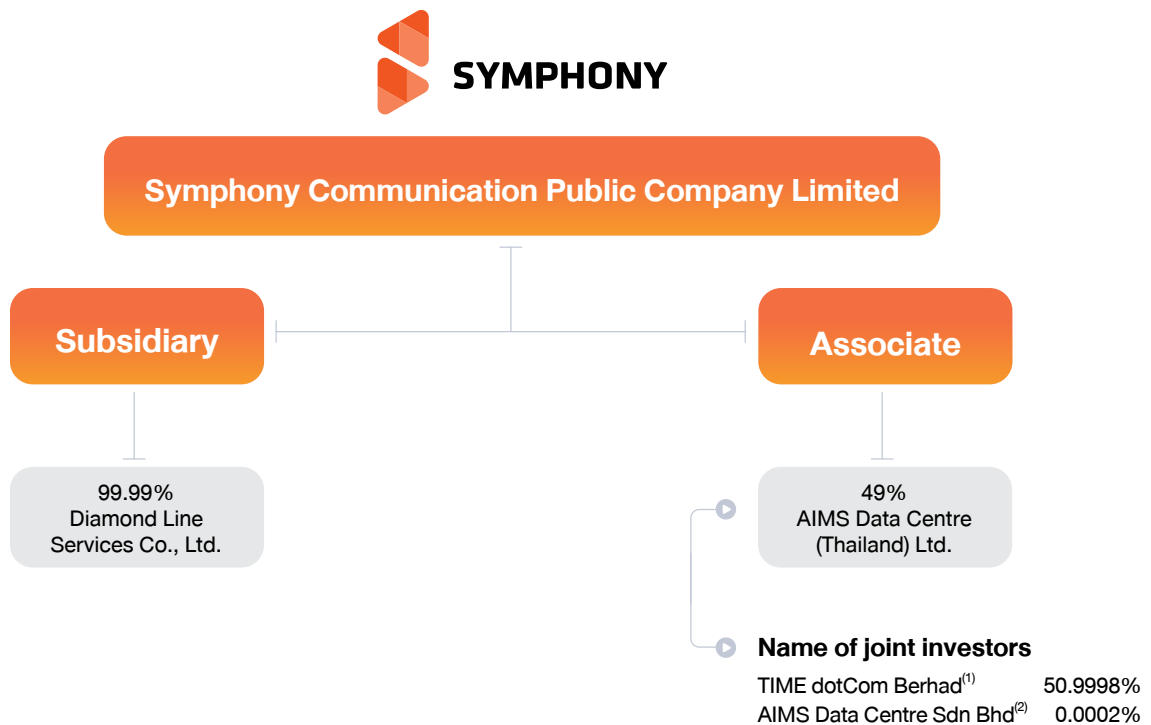 SYMPHONY
Symphony Communication Public Company Limited
Subsidiary
Associate
99.99%
Diamond Line
Services Co., Ltd.
49%
AIMS Data Centre
(Thailand) Ltd.
Name of joint investors
TIME dotCom Berhad(1) 50.9998%
AIMS Data Centre Sdn Bhd(2) 0.0002%